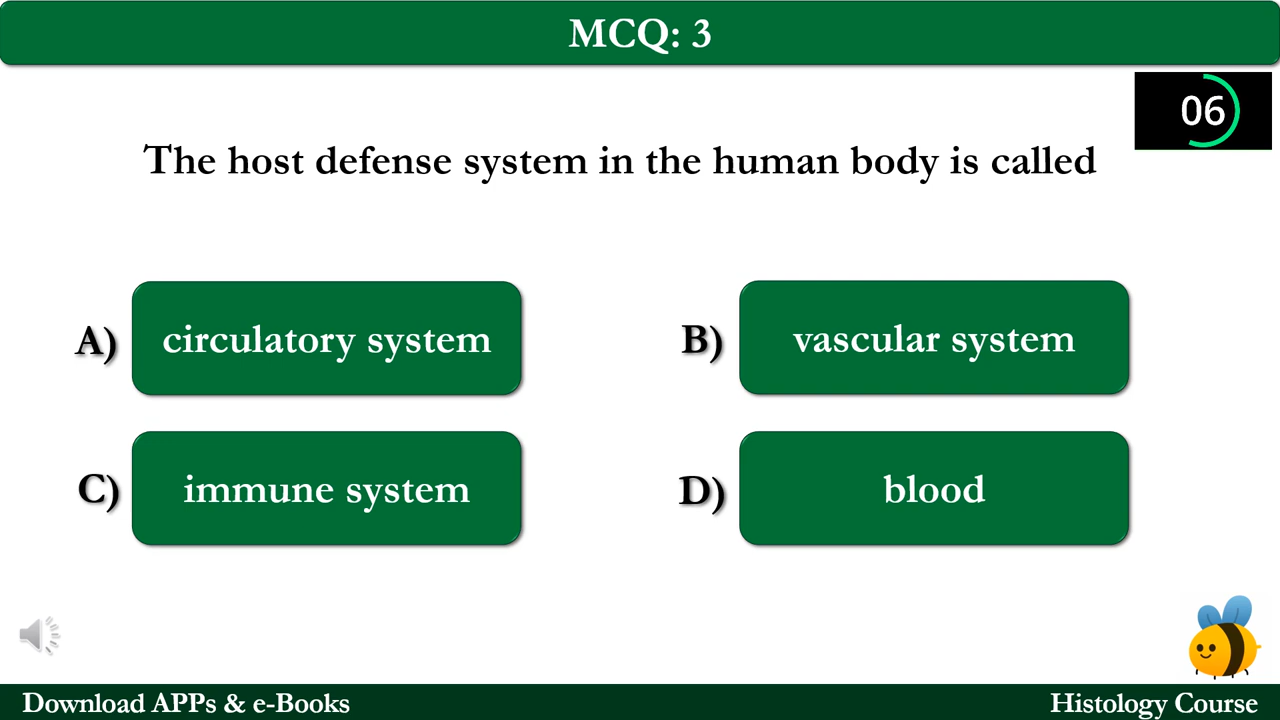 MCQ: 3
06
The host defense system in the human body is called
A) circulatory system
B) vascular system
C) immune system
D) blood
Download APPs & e-Books
Histology Course